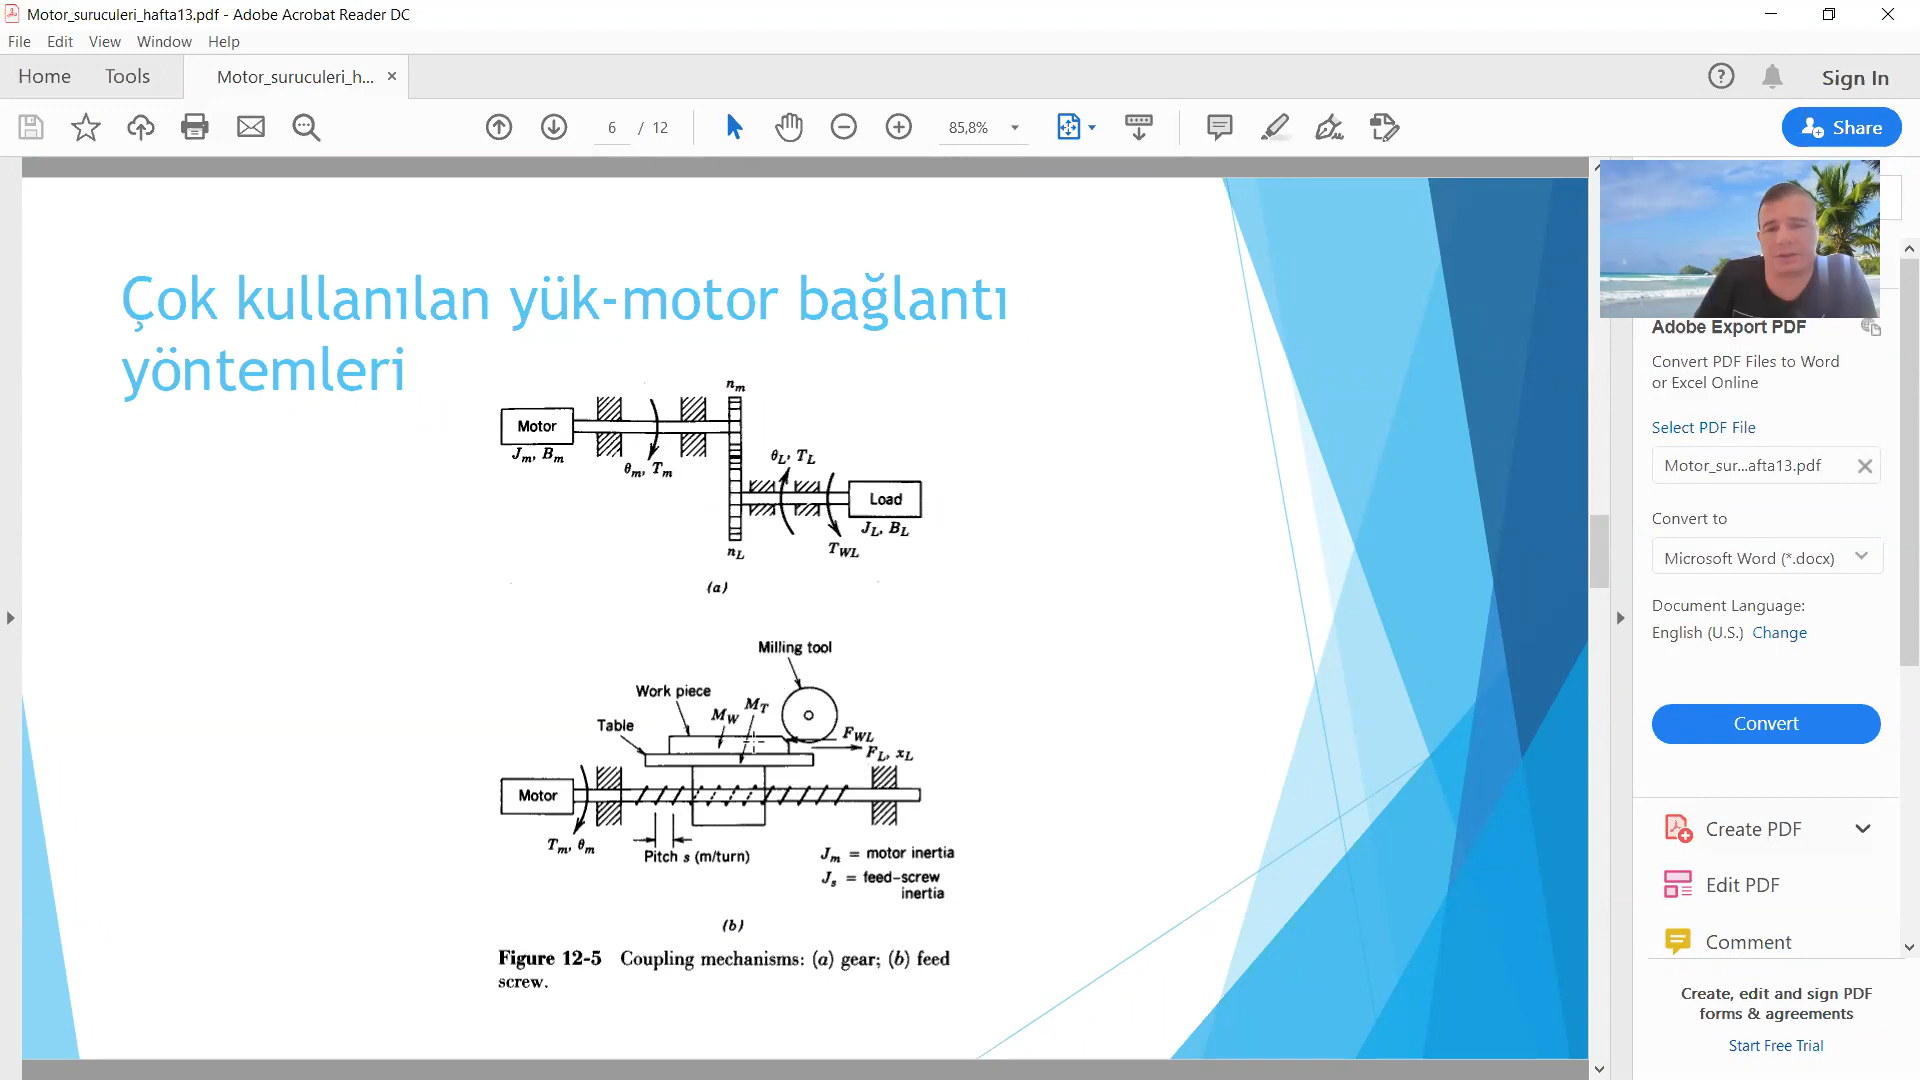 Motor_suruculeri_hafta13.pdf - Adobe Acrobat Reader DC
File Edit View Window Help
Home Tools Motor_suruculeri_h... Sign In
6 / 12 85,8% Share
Çok kullanılan yük-motor bağlantı
yöntemleri
n_m
Motor
J_m, B_m
θ_m, T_m
θ_L, T_L
Load
J_L, B_L
T_WL
n_L
(a)
Milling tool
Work piece
M_W M_T
Table
F_WL
F_L, x_L
Motor
T_m, θ_m
Pitch s (m/turn)
J_m = motor inertia
J_s = feed-screw
inertia
(b)
Figure 12-5 Coupling mechanisms: (a) gear; (b) feed
screw.
Adobe Export PDF
Convert PDF Files to Word
or Excel Online
Select PDF File
Motor_sur...afta13.pdf
Convert to
Microsoft Word (*.docx)
Document Language:
English (U.S.) Change
Convert
Create PDF
Edit PDF
Comment
Create, edit and sign PDF
forms & agreements
Start Free Trial